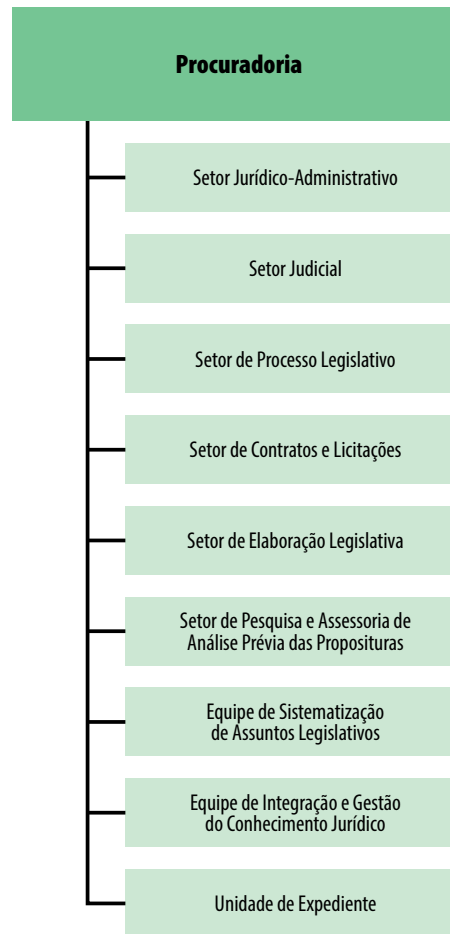 Procuradoria
Setor Jurídico-Administrativo
Setor Judicial
Setor de Processo Legislativo
Setor de Contratos e Licitações
Setor de Elaboração Legislativa
Setor de Pesquisa e Assessoria de
Análise Prévia das Proposituras
Equipe de Sistematização
de Assuntos Legislativos
Equipe de Integração e Gestão
do Conhecimento Jurídico
Unidade de Expediente